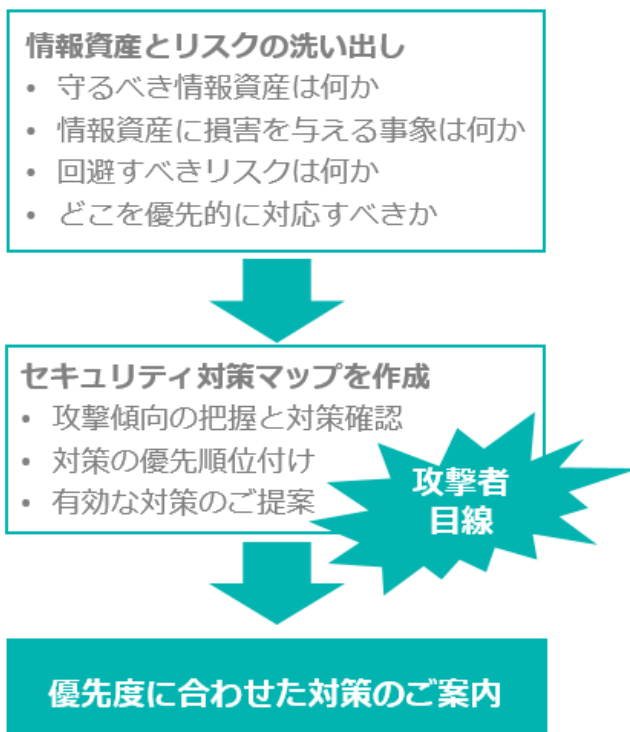 情報資産とリスクの洗い出し
• 守るべき情報資産は何か
• 情報資産に損害を与える事象は何か
• 回避すべきリスクは何か
• どこを優先的に対応すべきか
セキュリティ対策マップを作成
• 攻撃傾向の把握と対策確認
• 対策の優先順位付け
• 有効な対策のご提案
攻撃者
目線
優先度に合わせた対策のご案内